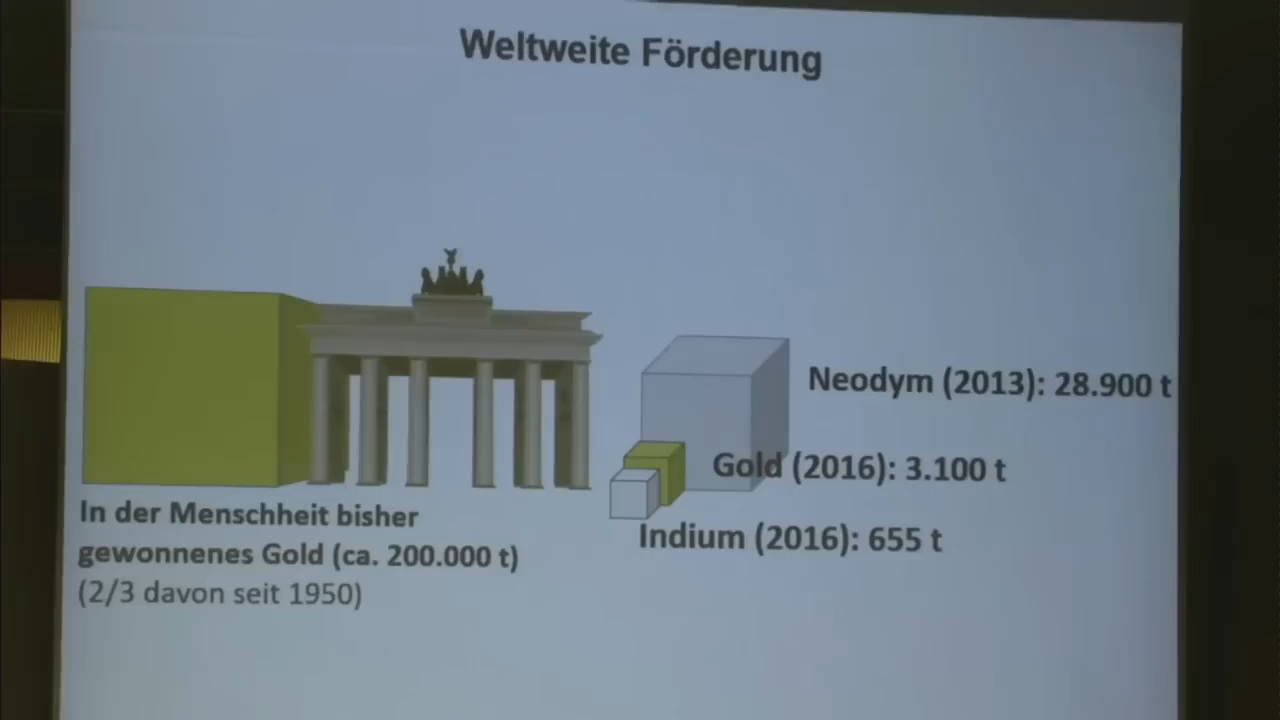 Weltweite Förderung
Neodym (2013): 28.900 t
Gold (2016): 3.100 t
Indium (2016): 655 t
In der Menschheit bisher
gewonnenes Gold (ca. 200.000 t)
(2/3 davon seit 1950)